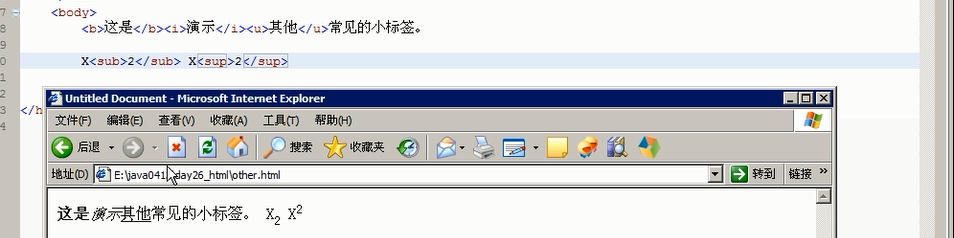 7 <body>
8 <b>这是</b><i>演示</i><u>其他</u>常见的小标签。
9
0 X<sub>2</sub> X<sup>2</sup>
Untitled Document - Microsoft Internet Explorer
2 文件(F) 编辑(E) 查看(V) 收藏(A) 工具(T) 帮助(H)
3 </h
4
后退 搜索 收藏夹
地址(D) E:\java041 day26_html\other.html 转到 链接 »
这是演示其他常见的小标签。 X2 X2